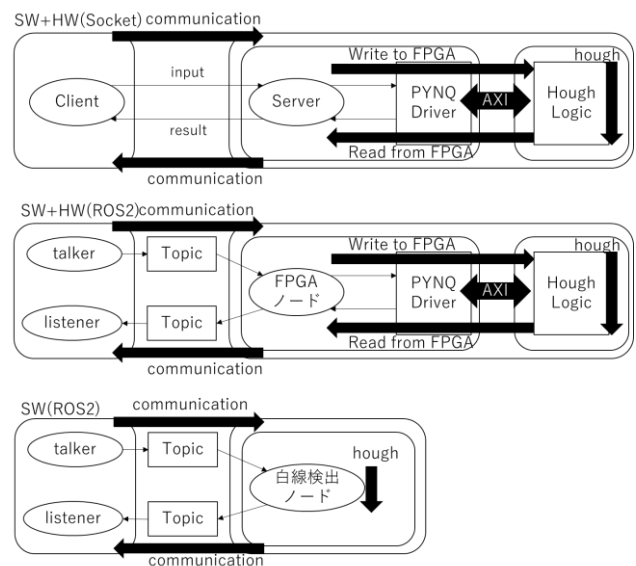 SW+HW(Socket) communication
Write to FPGA
hough
input
Client
Server
PYNQ
Driver
AXI
Hough
Logic
result
Read from FPGA
communication
SW+HW(ROS2)communication
Write to FPGA
hough
talker
Topic
FPGA
ノード
PYNQ
Driver
AXI
Hough
Logic
listener
Topic
Read from FPGA
communication
SW(ROS2)
communication
talker
Topic
hough
白線検出
ノード
listener
Topic
communication